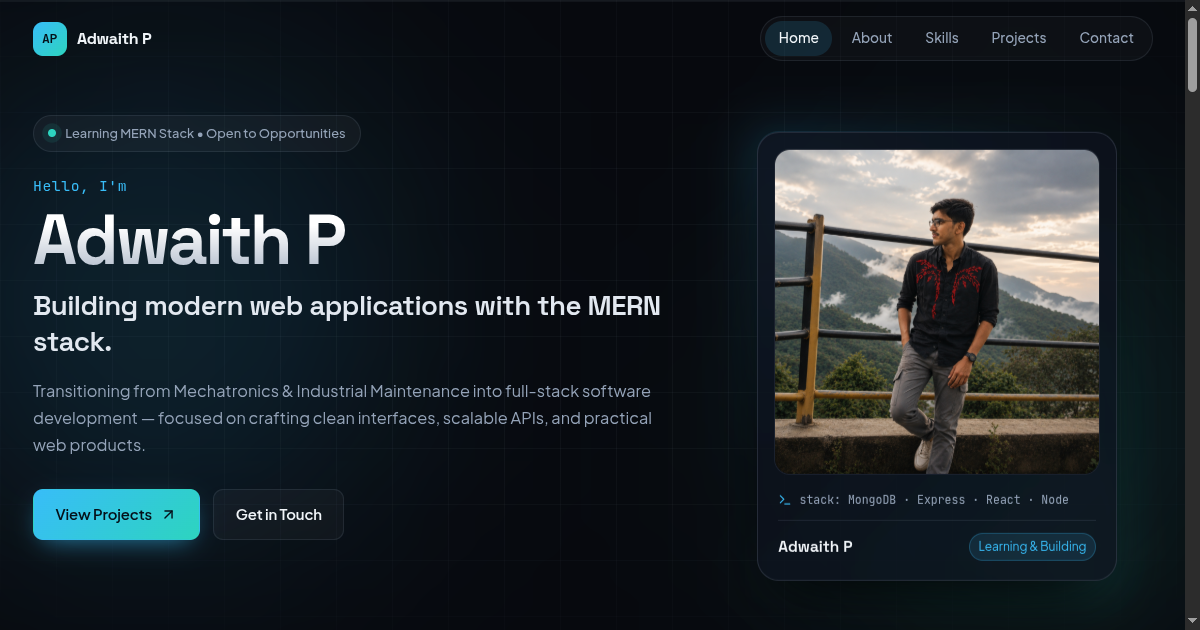 AP Adwaith P
Home About Skills Projects Contact
Learning MERN Stack • Open to Opportunities
Hello, I'm
Adwaith P
Building modern web applications with the MERN
stack.
Transitioning from Mechatronics & Industrial Maintenance into full-stack software
development — focused on crafting clean interfaces, scalable APIs, and practical
web products.
View Projects Get in Touch
stack: MongoDB · Express · React · Node
Adwaith P Learning & Building